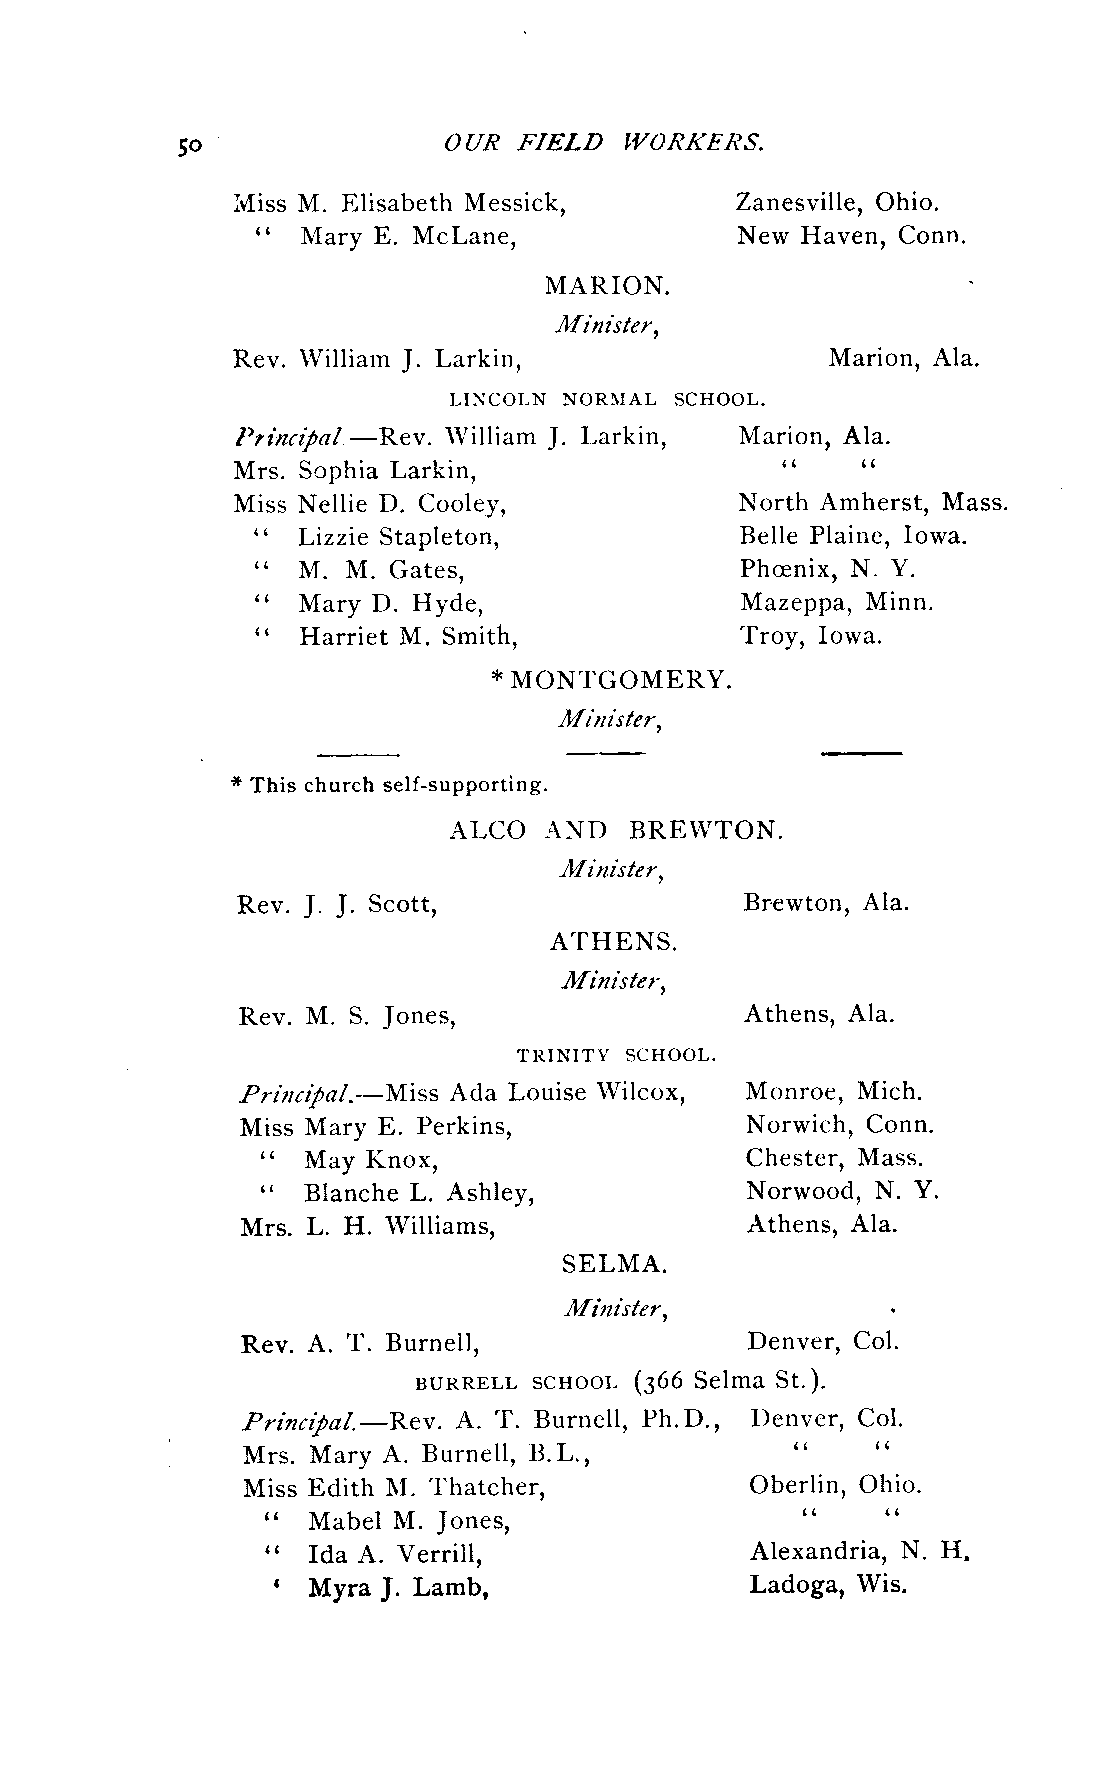 50 OUR FIELD WORKERS.
Miss M. Elisabeth Messick, Zanesville, Ohio.
" Mary E. McLane, New Haven, Conn.
MARION.
Minister,
Rev. William J. Larkin, Marion, Ala.
LINCOLN NORMAL SCHOOL.
Principal.—Rev. William J. Larkin, Marion, Ala.
Mrs. Sophia Larkin, " "
Miss Nellie D. Cooley, North Amherst, Mass.
" Lizzie Stapleton, Belle Plaine, Iowa.
" M. M. Gates, Phœnix, N. Y.
" Mary D. Hyde, Mazeppa, Minn.
" Harriet M. Smith, Troy, Iowa.
* MONTGOMERY.
Minister,
——— ——— ———
* This church self-supporting.
ALCO AND BREWTON.
Minister,
Rev. J. J. Scott, Brewton, Ala.
ATHENS.
Minister,
Rev. M. S. Jones, Athens, Ala.
TRINITY SCHOOL.
Principal.—Miss Ada Louise Wilcox, Monroe, Mich.
Miss Mary E. Perkins, Norwich, Conn.
" May Knox, Chester, Mass.
" Blanche L. Ashley, Norwood, N. Y.
Mrs. L. H. Williams, Athens, Ala.
SELMA.
Minister,
Rev. A. T. Burnell, Denver, Col.
BURRELL SCHOOL (366 Selma St.).
Principal.—Rev. A. T. Burnell, Ph.D., Denver, Col.
Mrs. Mary A. Burnell, B.L., " "
Miss Edith M. Thatcher, Oberlin, Ohio.
" Mabel M. Jones, " "
" Ida A. Verrill, Alexandria, N. H.
‘ Myra J. Lamb, Ladoga, Wis.